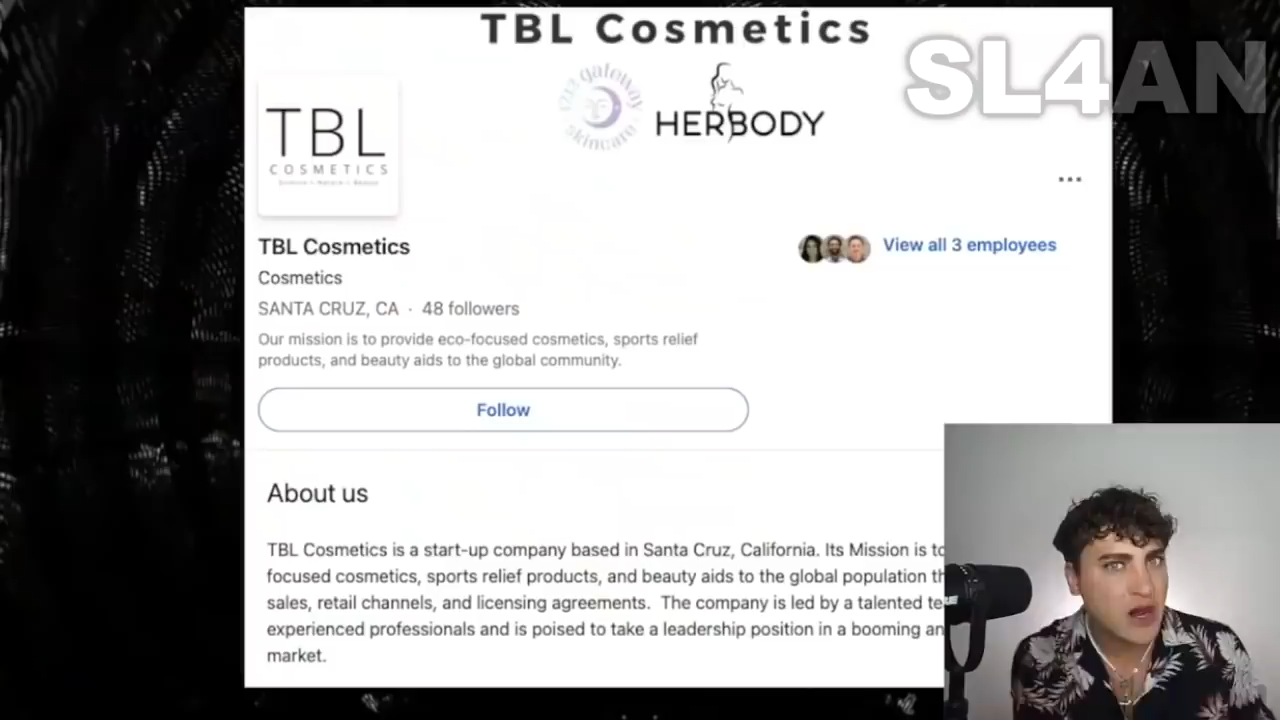 TBL Cosmetics
SL4AN
1212 gateway
skincare
HERBODY
TBL
COSMETICS
TBL Cosmetics
View all 3 employees
Cosmetics
SANTA CRUZ, CA · 48 followers
Our mission is to provide eco-focused cosmetics, sports relief
products, and beauty aids to the global community.
Follow
About us
TBL Cosmetics is a start-up company based in Santa Cruz, California. Its Mission is to
focused cosmetics, sports relief products, and beauty aids to the global population
sales, retail channels, and licensing agreements. The company is led by a talented
experienced professionals and is poised to take a leadership position in a booming
market.